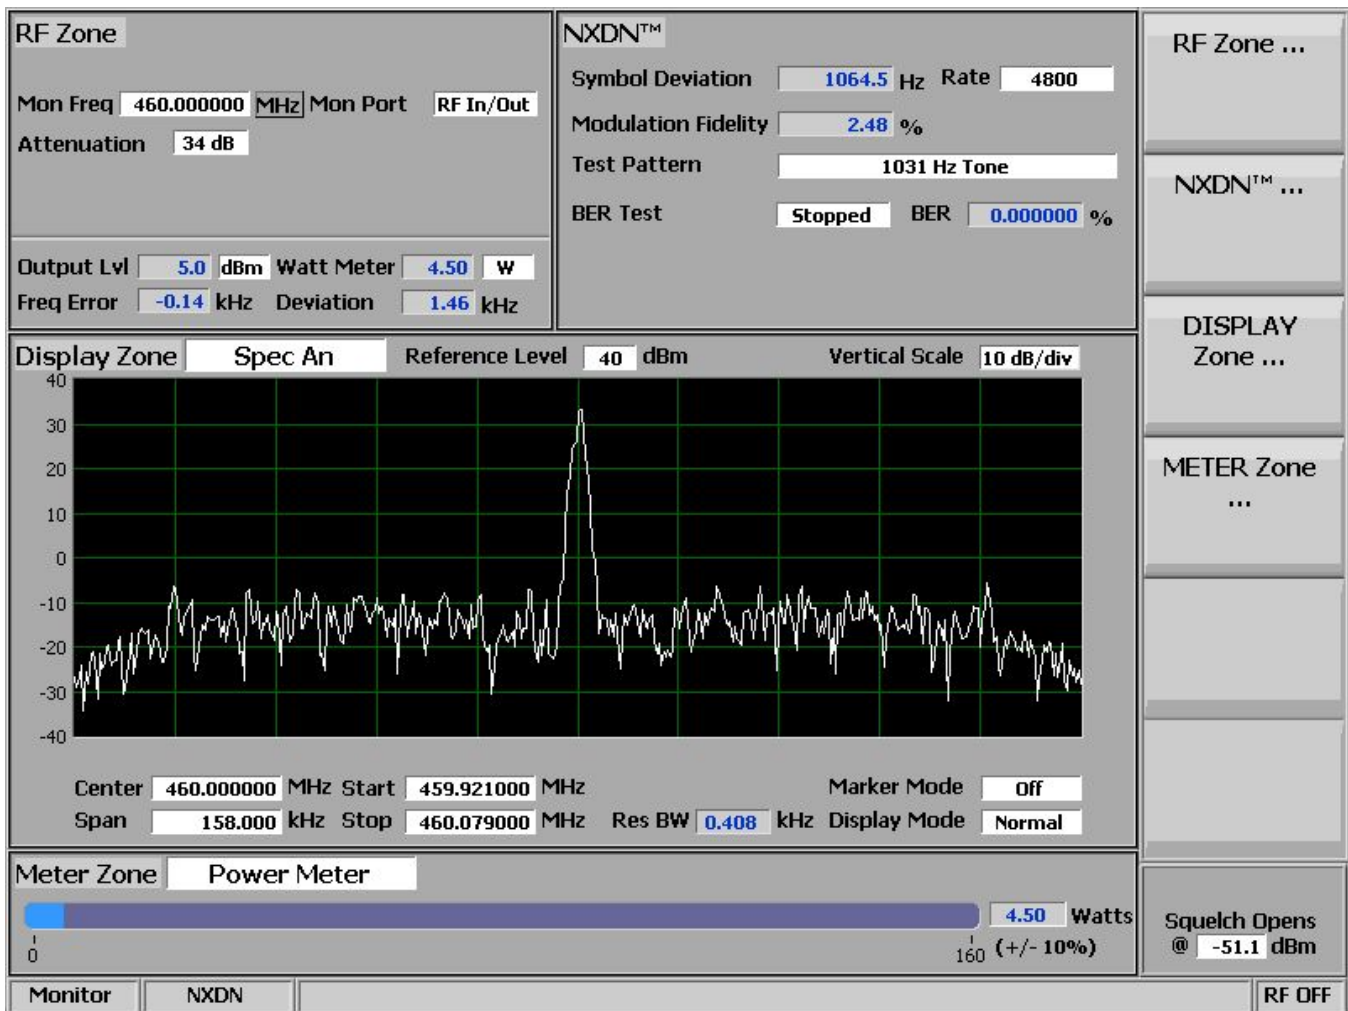 RF Zone
Mon Freq 460.000000 MHz Mon Port RF In/Out
Attenuation 34 dB
Output Lvl 5.0 dBm Watt Meter 4.50 W
Freq Error -0.14 kHz Deviation 1.46 kHz
NXDN™
Symbol Deviation 1064.5 Hz Rate 4800
Modulation Fidelity 2.48 %
Test Pattern 1031 Hz Tone
BER Test Stopped BER 0.000000 %
RF Zone ...
NXDN™ ...
DISPLAY
Zone ...
METER Zone
...
Display Zone Spec An Reference Level 40 dBm Vertical Scale 10 dB/div
40
30
20
10
0
-10
-20
-30
-40
Center 460.000000 MHz Start 459.921000 MHz Marker Mode Off
Span 158.000 kHz Stop 460.079000 MHz Res BW 0.408 kHz Display Mode Normal
Meter Zone Power Meter
4.50 Watts
0 160 (+/- 10%)
Squelch Opens
@ -51.1 dBm
Monitor NXDN RF OFF